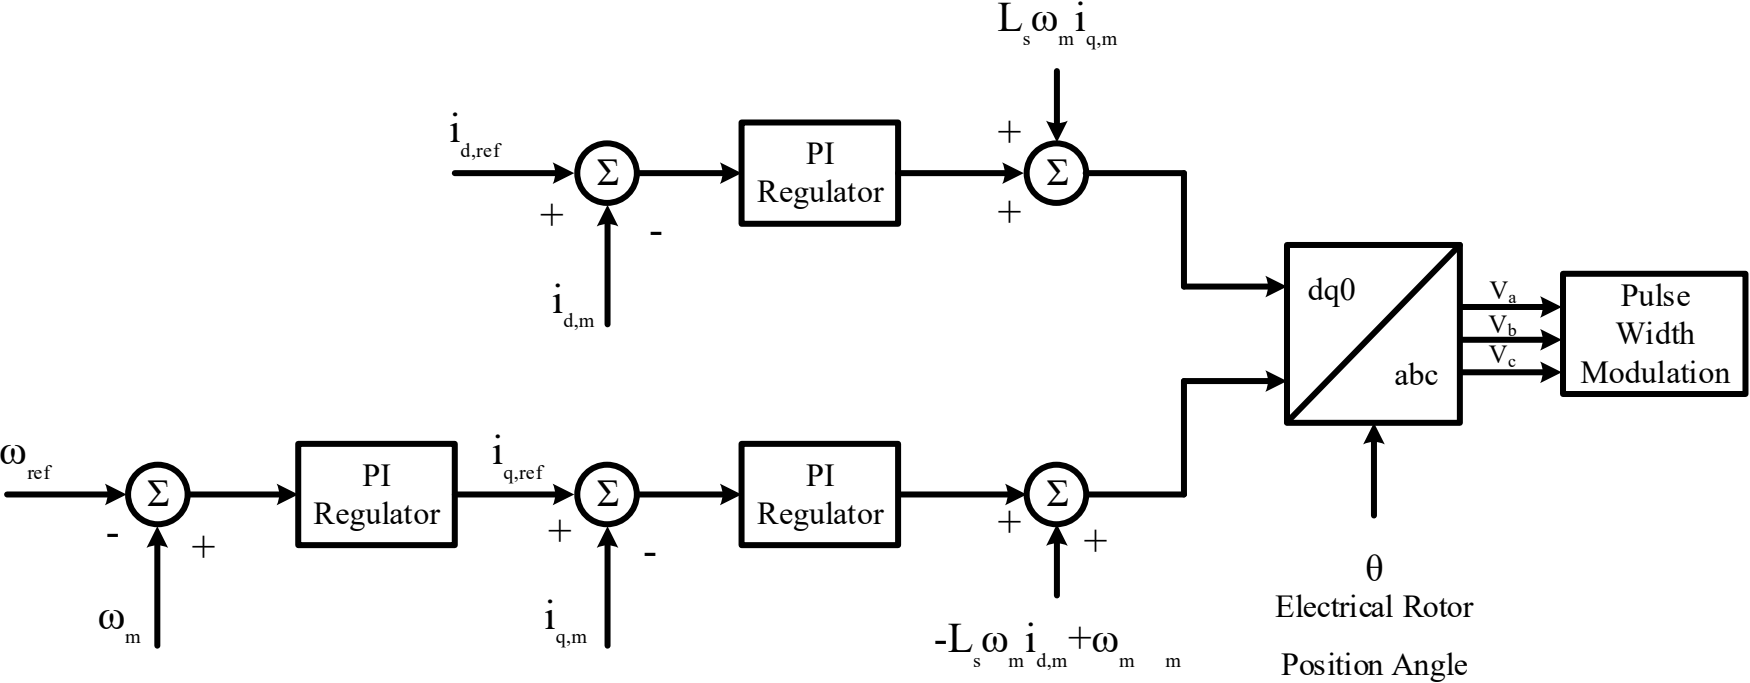 Lsωmiq,m
id,ref
+
Σ
PI
Regulator
+
+
Σ
+
-
id,m
dq0
abc
Va
Vb
Vc
Pulse
Width
Modulation
ωref
Σ
PI
Regulator
iq,ref
Σ
PI
Regulator
Σ
-
+
+
-
+
+
ωm
iq,m
-Lsωmid,m+ωm m
θ
Electrical Rotor
Position Angle